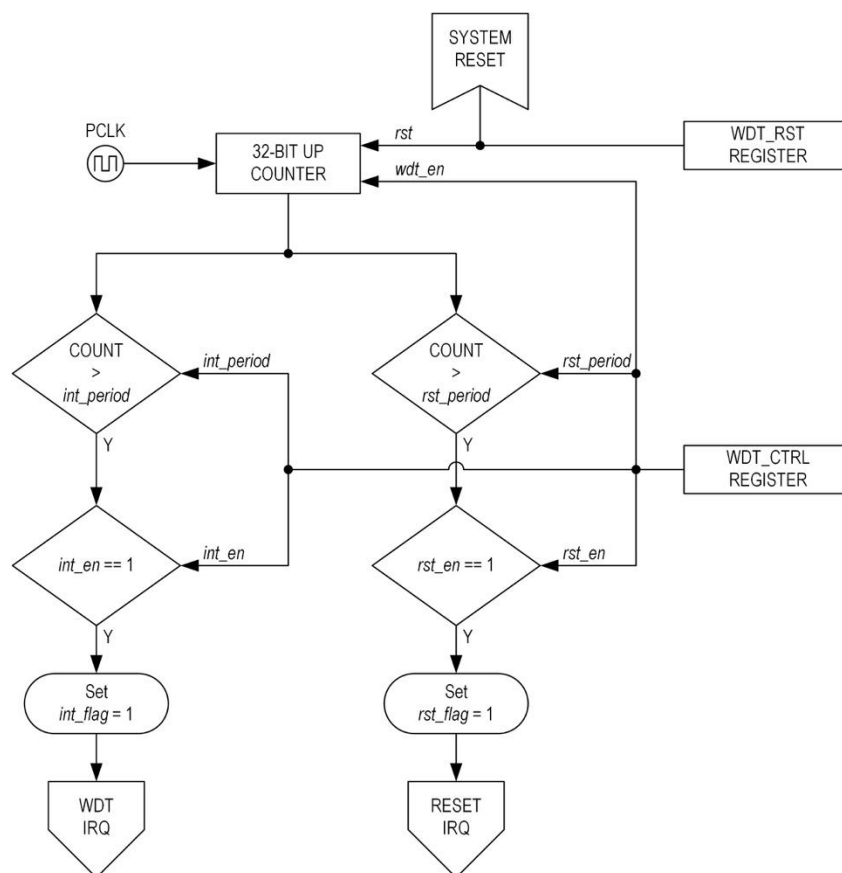 SYSTEM
RESET
PCLK
32-BIT UP
COUNTER
rst
wdt_en
WDT_RST
REGISTER
COUNT
>
int_period
int_period
COUNT
>
rst_period
rst_period
Y
Y
WDT_CTRL
REGISTER
int_en == 1
int_en
rst_en == 1
rst_en
Y
Y
Set
int_flag = 1
Set
rst_flag = 1
WDT
IRQ
RESET
IRQ